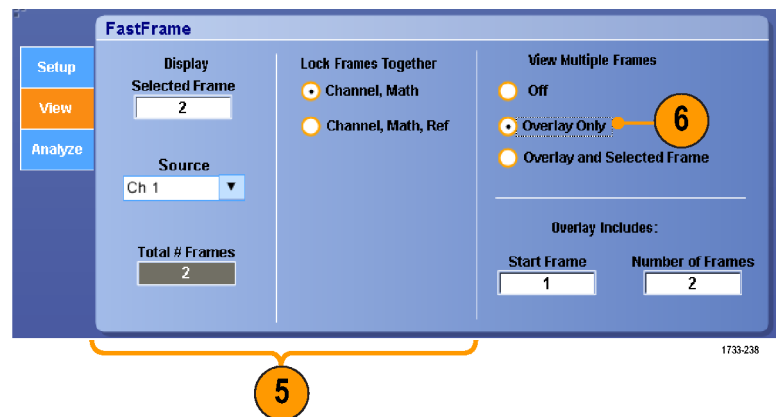 FastFrame
Setup
View
Analyze
Display
Selected Frame
2
Source
Ch 1
Total # Frames
2
Lock Frames Together
Channel, Math
Channel, Math, Ref
View Multiple Frames
Off
Overlay Only
6
Overlay and Selected Frame
Overlay Includes:
Start Frame
1
Number of Frames
2
5
1733-238